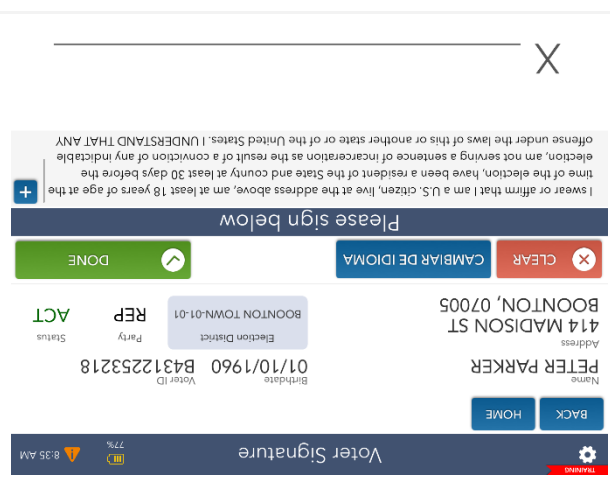 TRAINING
Voter Signature
77%
8:35 AM
BACK
HOME
Name
PETER PARKER
Birthdate
01/10/1960
Voter ID
B431225З218
Address
414 MADISON ST
BOONTON, 07005
Election District
BOONTON TOWN-01-01
Party
REP
Status
ACT
CLEAR
CAMBIAR DE IDIOMA
DONE
Please sign below
I swear or affirm that I am a U.S. citizen, live at the address above, am at least 18 years of age at the
time of the election, have been a resident of the State and county at least 30 days before the
election, am not serving a sentence of incarceration as the result of a conviction of any indictable
offense under the laws of this or another state or of the United States. I UNDERSTAND THAT ANY
+
X